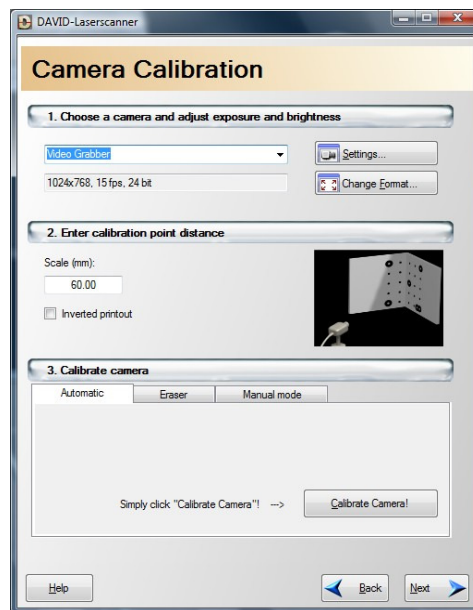 DAVID-Laserscanner
Camera Calibration
1. Choose a camera and adjust exposure and brightness
Video Grabber
Settings...
1024x768, 15 fps, 24 bit
Change Format...
2. Enter calibration point distance
Scale (mm):
60.00
Inverted printout
3. Calibrate camera
Automatic Eraser Manual mode
Simply click "Calibrate Camera"! ---> Calibrate Camera!
Help Back Next